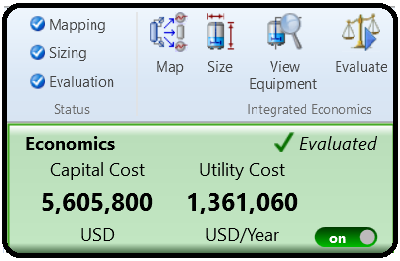 Mapping
Sizing
Evaluation
Status
Map
Size
View
Equipment
Evaluate
Integrated Economics
Economics
Evaluated
Capital Cost
Utility Cost
5,605,800
1,361,060
USD
USD/Year
on